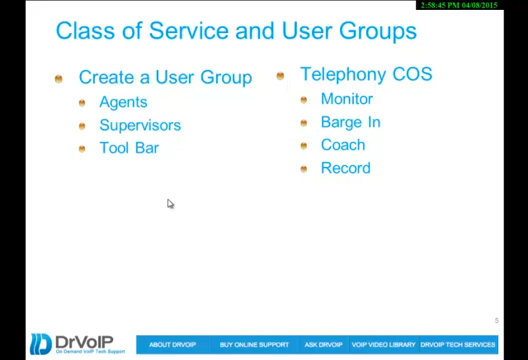 2:58:45 PM 04/08/2015
Class of Service and User Groups
Create a User Group
Agents
Supervisors
Tool Bar
Telephony COS
Monitor
Barge In
Coach
Record
5
DrVoIP
On Demand VoIP Tech Support
ABOUT DRVOIP
BUY ONLINE SUPPORT
ASK DRVOIP
VOIP VIDEO LIBRARY
DRVOIP TECH SERVICES